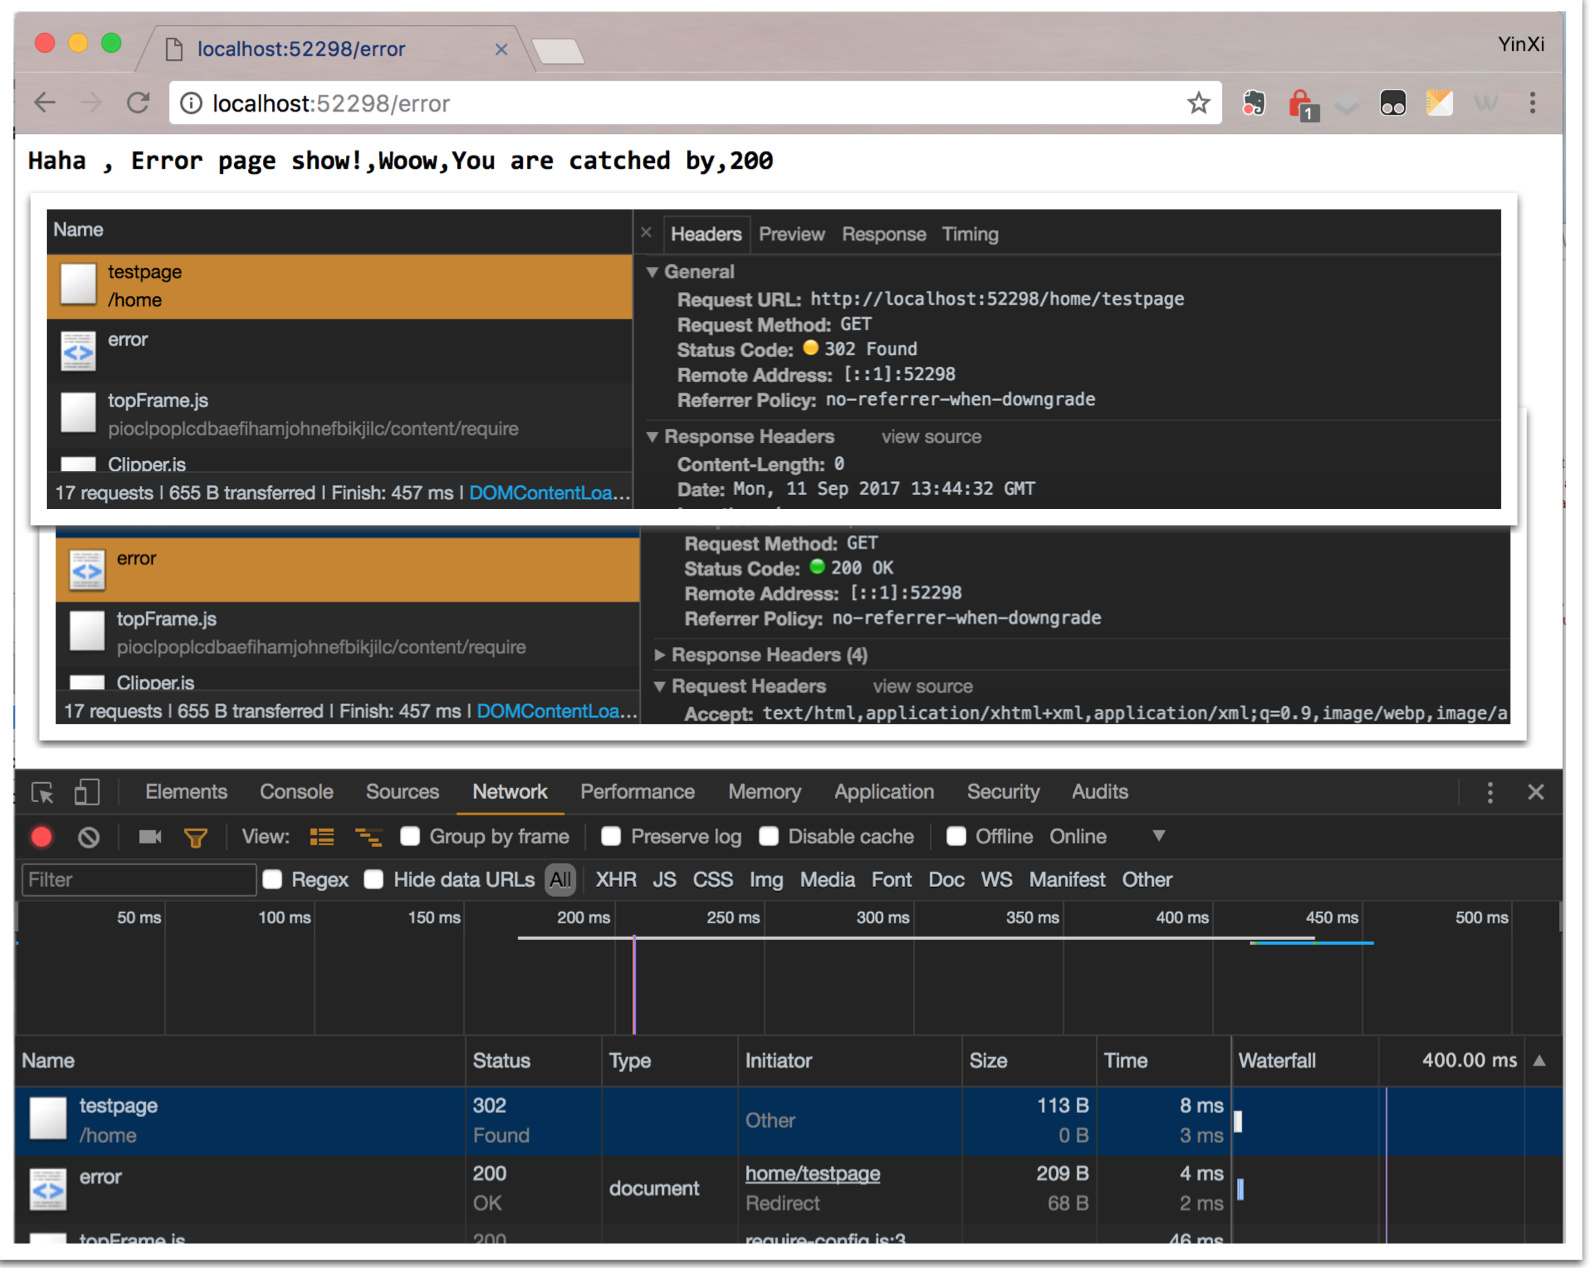 localhost:52298/error
YinXi
localhost:52298/error
1
Haha , Error page show!,Woow,You are catched by,200
Name
Headers Preview Response Timing
testpage
/home
error
topFrame.js
pioclpoplcdbaefihamjohnefbikjilc/content/require
Clipper.js
17 requests | 655 B transferred | Finish: 457 ms | DOMContentLoa...
General
Request URL: http://localhost:52298/home/testpage
Request Method: GET
Status Code: 302 Found
Remote Address: [::1]:52298
Referrer Policy: no-referrer-when-downgrade
Response Headers view source
Content-Length: 0
Date: Mon, 11 Sep 2017 13:44:32 GMT
error
topFrame.js
pioclpoplcdbaefihamjohnefbikjilc/content/require
Clipper.js
17 requests | 655 B transferred | Finish: 457 ms | DOMContentLoa...
Request Method: GET
Status Code: 200 OK
Remote Address: [::1]:52298
Referrer Policy: no-referrer-when-downgrade
Response Headers (4)
Request Headers view source
Accept: text/html,application/xhtml+xml,application/xml;q=0.9,image/webp,image/a
Elements Console Sources Network Performance Memory Application Security Audits
View: Group by frame Preserve log Disable cache Offline Online
Filter Regex Hide data URLs All XHR JS CSS Img Media Font Doc WS Manifest Other
50 ms 100 ms 150 ms 200 ms 250 ms 300 ms 350 ms 400 ms 450 ms 500 ms
Name Status Type Initiator Size Time Waterfall 400.00 ms
testpage 302 Other 113 B 8 ms
/home Found 0 B 3 ms
error 200 document home/testpage 209 B 4 ms
OK Redirect 68 B 2 ms
topFrame.js 200 require-config.js:3 46 ms